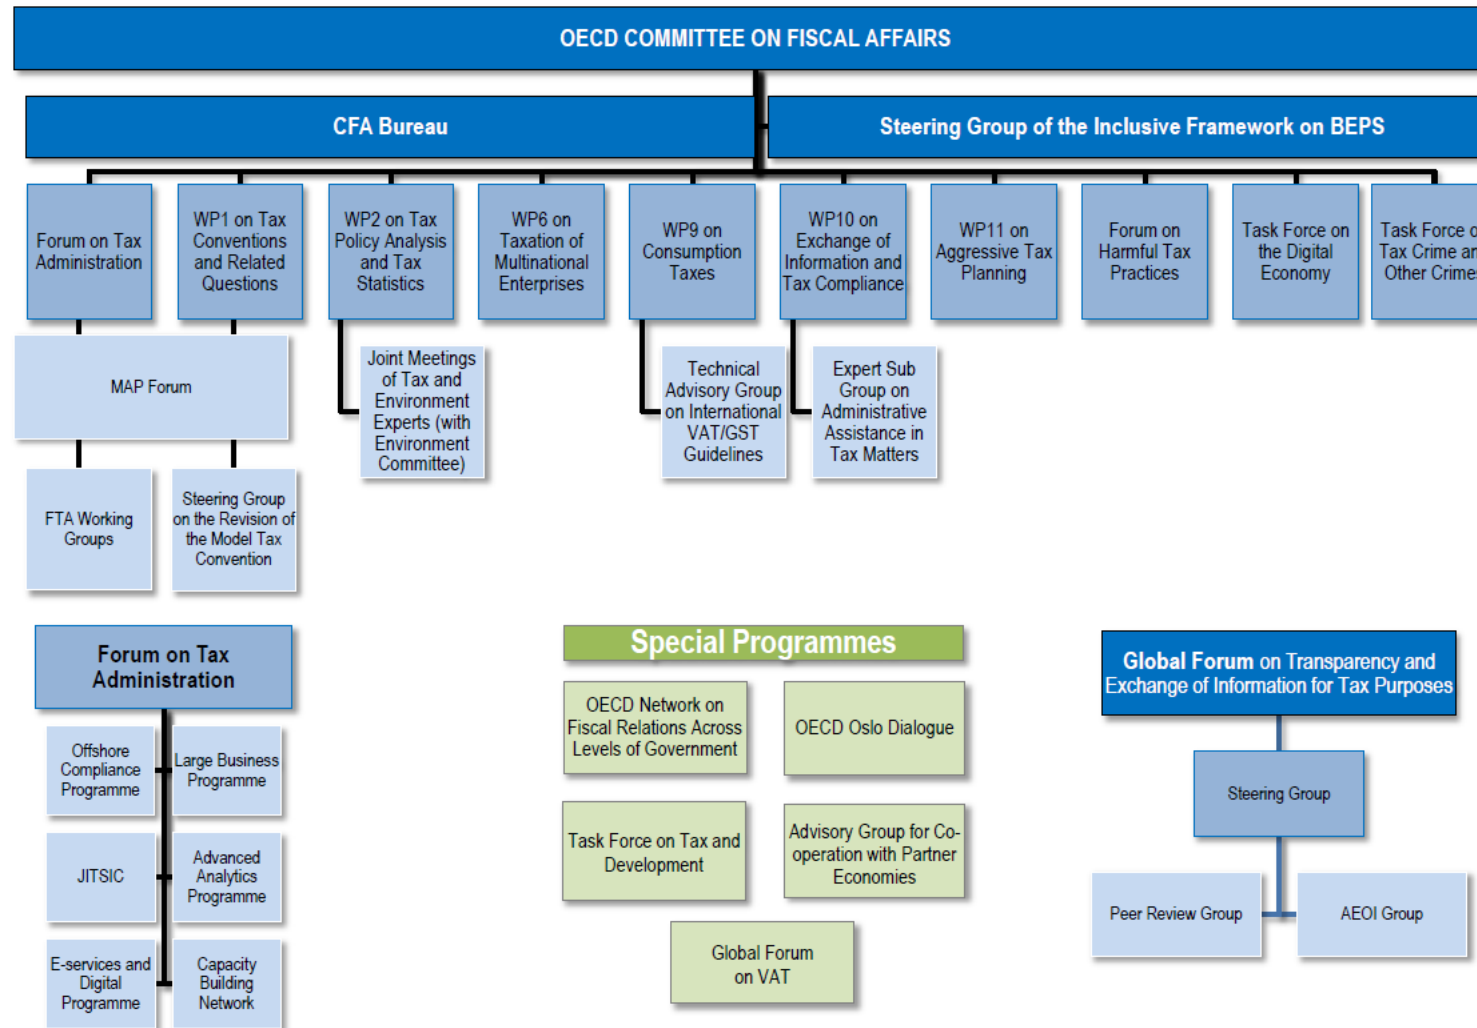 OECD COMMITTEE ON FISCAL AFFAIRS
CFA Bureau
Steering Group of the Inclusive Framework on BEPS
Forum on Tax
Administration
WP1 on Tax
Conventions
and Related
Questions
WP2 on Tax
Policy Analysis
and Tax
Statistics
WP6 on
Taxation of
Multinational
Enterprises
WP9 on
Consumption
Taxes
WP10 on
Exchange of
Information and
Tax Compliance
WP11 on
Aggressive Tax
Planning
Forum on
Harmful Tax
Practices
Task Force on
the Digital
Economy
Task Force
Tax Crime
Other Crimes
MAP Forum
Joint Meetings
of Tax and
Environment
Experts (with
Environment
Committee)
Technical
Advisory Group
on International
VAT/GST
Guidelines
Expert Sub
Group on
Administrative
Assistance in
Tax Matters
FTA Working
Groups
Steering Group
on the Revision of
the Model Tax
Convention
Forum on Tax
Administration
Offshore
Compliance
Programme
Large Business
Programme
JITSIC
Advanced
Analytics
Programme
E-services and
Digital
Programme
Capacity
Building
Network
Special Programmes
OECD Network on
Fiscal Relations Across
Levels of Government
OECD Oslo Dialogue
Task Force on Tax and
Development
Advisory Group for Co-
operation with Partner
Economies
Global Forum
on VAT
Global Forum on Transparency and
Exchange of Information for Tax Purposes
Steering Group
Peer Review Group
AEOI Group